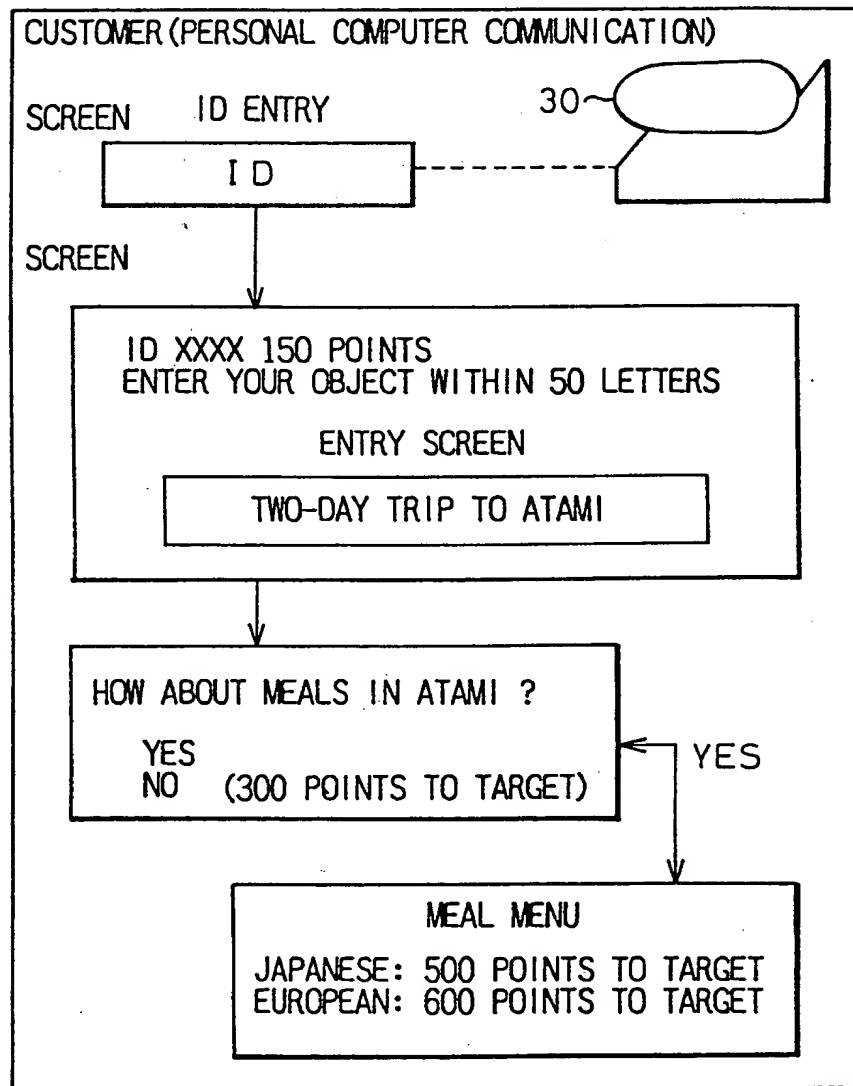 CUSTOMER (PERSONAL COMPUTER COMMUNICATION)
30
SCREEN ID ENTRY
ID
SCREEN
ID XXXX 150 POINTS
ENTER YOUR OBJECT WITHIN 50 LETTERS
ENTRY SCREEN
TWO-DAY TRIP TO ATAMI
HOW ABOUT MEALS IN ATAMI ?
YES
NO (300 POINTS TO TARGET)
YES
MEAL MENU
JAPANESE: 500 POINTS TO TARGET
EUROPEAN: 600 POINTS TO TARGET